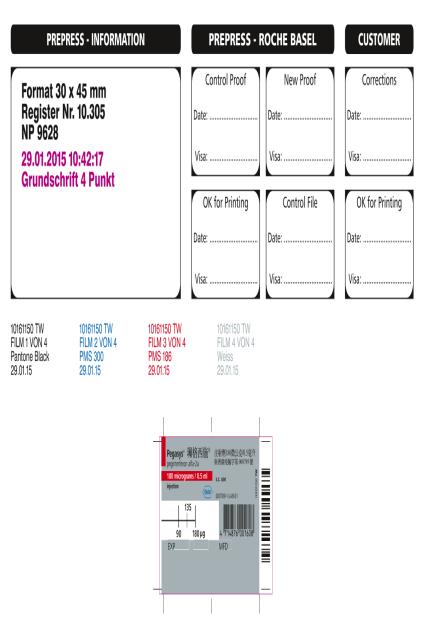 PREPRESS - INFORMATION
PREPRESS - ROCHE BASEL
CUSTOMER
Format 30 x 45 mm
Register Nr. 10.305
NP 9628
29.01.2015 10:42:17
Grundschrift 4 Punkt
Control Proof
Date: ......................
Visa: ......................
New Proof
Date: ......................
Visa: ......................
Corrections
Date: ......................
Visa: ......................
OK for Printing
Date: ......................
Visa: ......................
Control File
Date: ......................
Visa: ......................
OK for Printing
Date: ......................
Visa: ......................
10161150 TW
FILM 1 VON 4
Pantone Black
29.01.15
10161150 TW
FILM 2 VON 4
PMS 300
29.01.15
10161150 TW
FILM 3 VON 4
PMS 186
29.01.15
10161150 TW
FILM 4 VON 4
Weiss
29.01.15
Pegasys®
peginterferon alfa-2a
180 micrograms / 0.5 ml
injection
Roche
135
90 180 µg
EXP
MFD